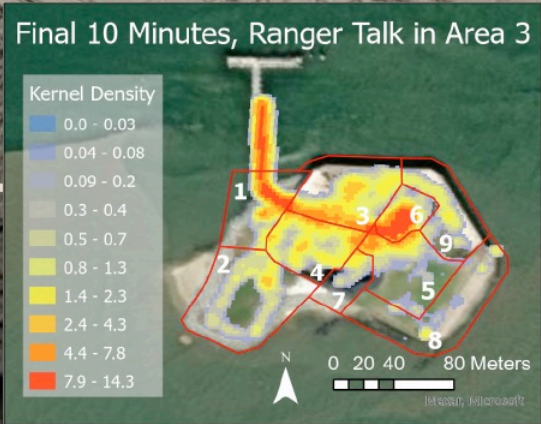 Final 10 Minutes, Ranger Talk in Area 3
Kernel Density
0.0 - 0.03
0.04 - 0.08
0.09 - 0.2
0.3 - 0.4
0.5 - 0.7
0.8 - 1.3
1.4 - 2.3
2.4 - 4.3
4.4 - 7.8
7.9 - 14.3
1
2
3
6
9
4
5
7
8
N
0 20 40 80 Meters
Maxar, Microsoft